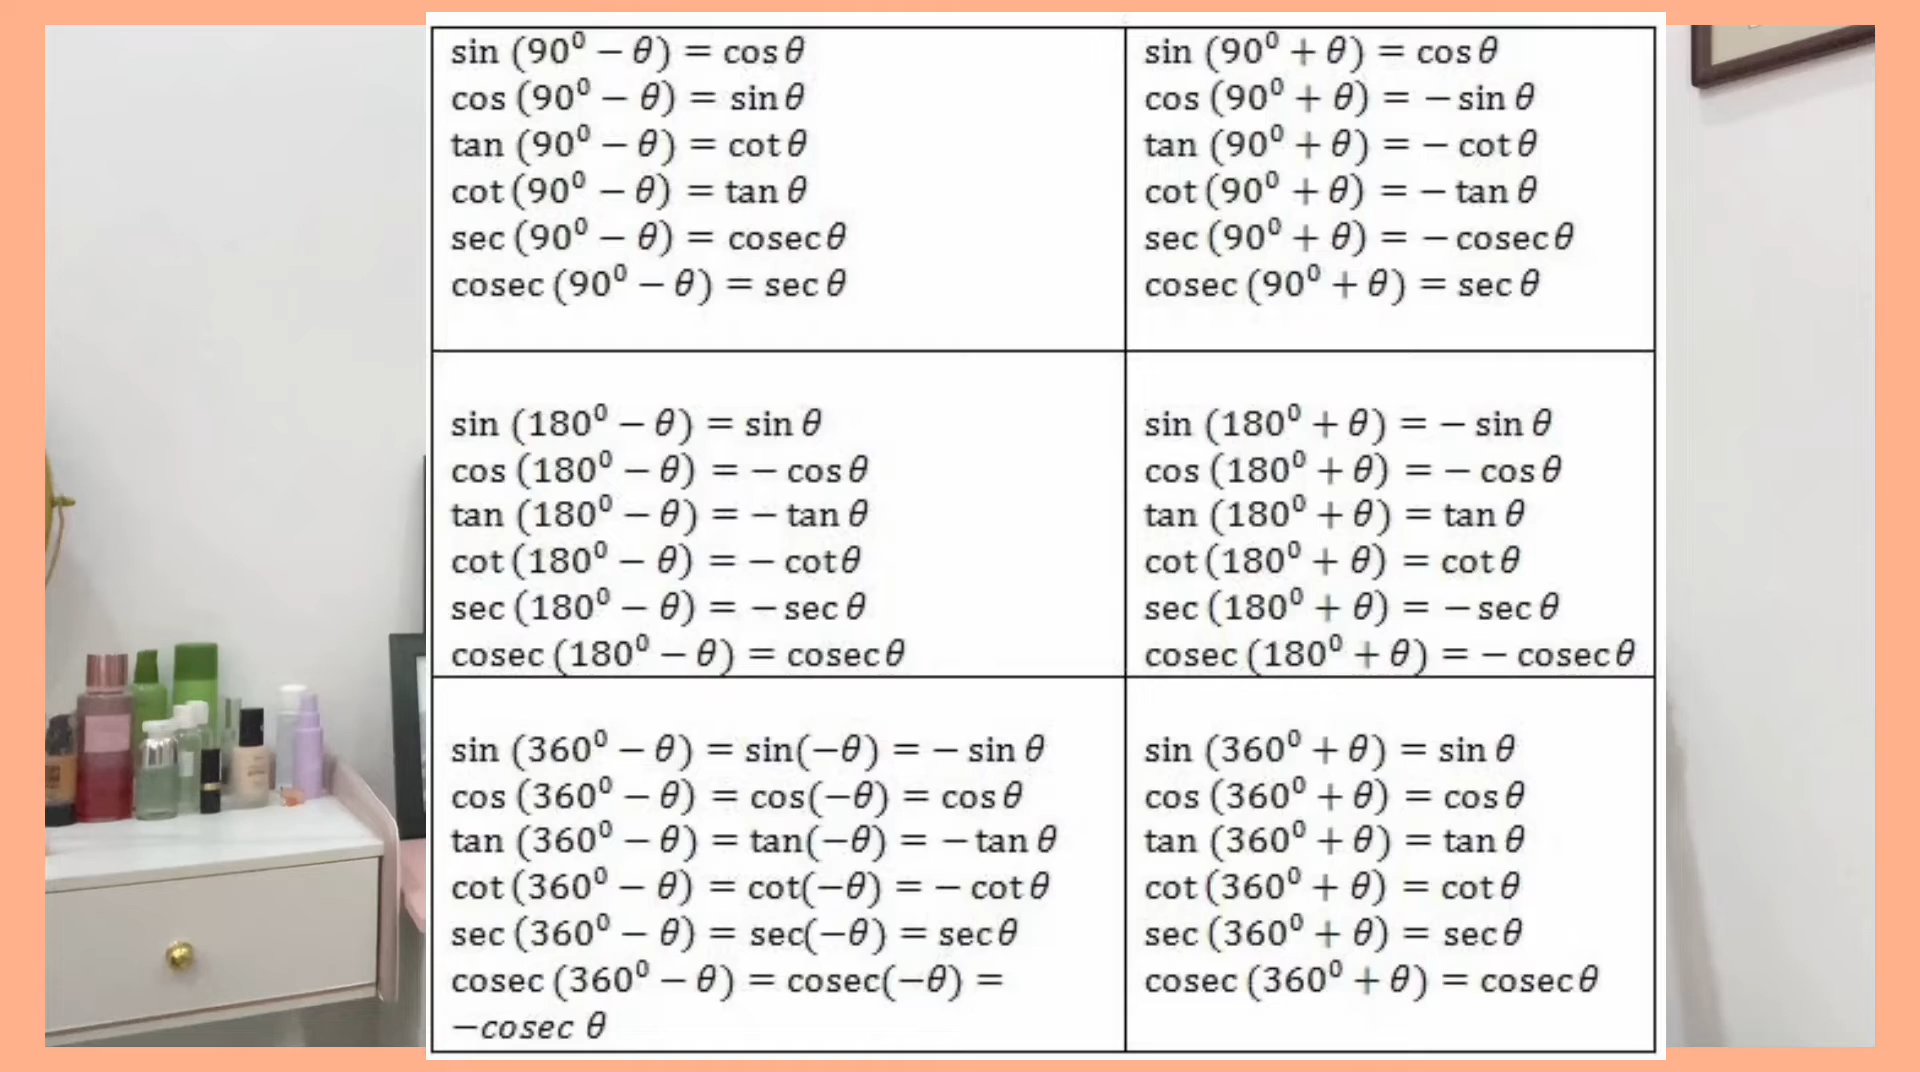 sin (90⁰ − θ) = cos θ
cos (90⁰ − θ) = sin θ
tan (90⁰ − θ) = cot θ
cot (90⁰ − θ) = tan θ
sec (90⁰ − θ) = cosec θ
cosec (90⁰ − θ) = sec θ
sin (90⁰ + θ) = cos θ
cos (90⁰ + θ) = − sin θ
tan (90⁰ + θ) = − cot θ
cot (90⁰ + θ) = − tan θ
sec (90⁰ + θ) = − cosec θ
cosec (90⁰ + θ) = sec θ
sin (180⁰ − θ) = sin θ
cos (180⁰ − θ) = − cos θ
tan (180⁰ − θ) = − tan θ
cot (180⁰ − θ) = − cot θ
sec (180⁰ − θ) = − sec θ
cosec (180⁰ − θ) = cosec θ
sin (180⁰ + θ) = − sin θ
cos (180⁰ + θ) = − cos θ
tan (180⁰ + θ) = tan θ
cot (180⁰ + θ) = cot θ
sec (180⁰ + θ) = − sec θ
cosec (180⁰ + θ) = − cosec θ
sin (360⁰ − θ) = sin(−θ) = − sin θ
cos (360⁰ − θ) = cos(−θ) = cos θ
tan (360⁰ − θ) = tan(−θ) = − tan θ
cot (360⁰ − θ) = cot(−θ) = − cot θ
sec (360⁰ − θ) = sec(−θ) = sec θ
cosec (360⁰ − θ) = cosec(−θ) =
−cosec θ
sin (360⁰ + θ) = sin θ
cos (360⁰ + θ) = cos θ
tan (360⁰ + θ) = tan θ
cot (360⁰ + θ) = cot θ
sec (360⁰ + θ) = sec θ
cosec (360⁰ + θ) = cosec θ